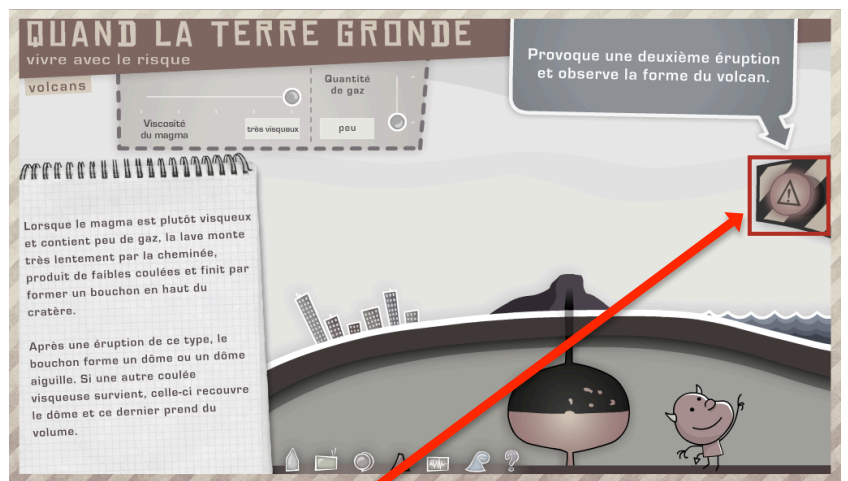 QUAND LA TERRE GRONDE
vivre avec le risque
volcans
Viscosité
du magma
très visqueux
Quantité
de gaz
peu
Provoque une deuxième éruption
et observe la forme du volcan.
Lorsque le magma est plutôt visqueux
et contient peu de gaz, la lave monte
très lentement par la cheminée,
produit de faibles coulées et finit par
former un bouchon en haut du
cratère.
Après une éruption de ce type, le
bouchon forme un dôme ou un dôme
aiguille. Si une autre coulée
visqueuse survient, celle-ci recouvre
le dôme et ce dernier prend du
volume.